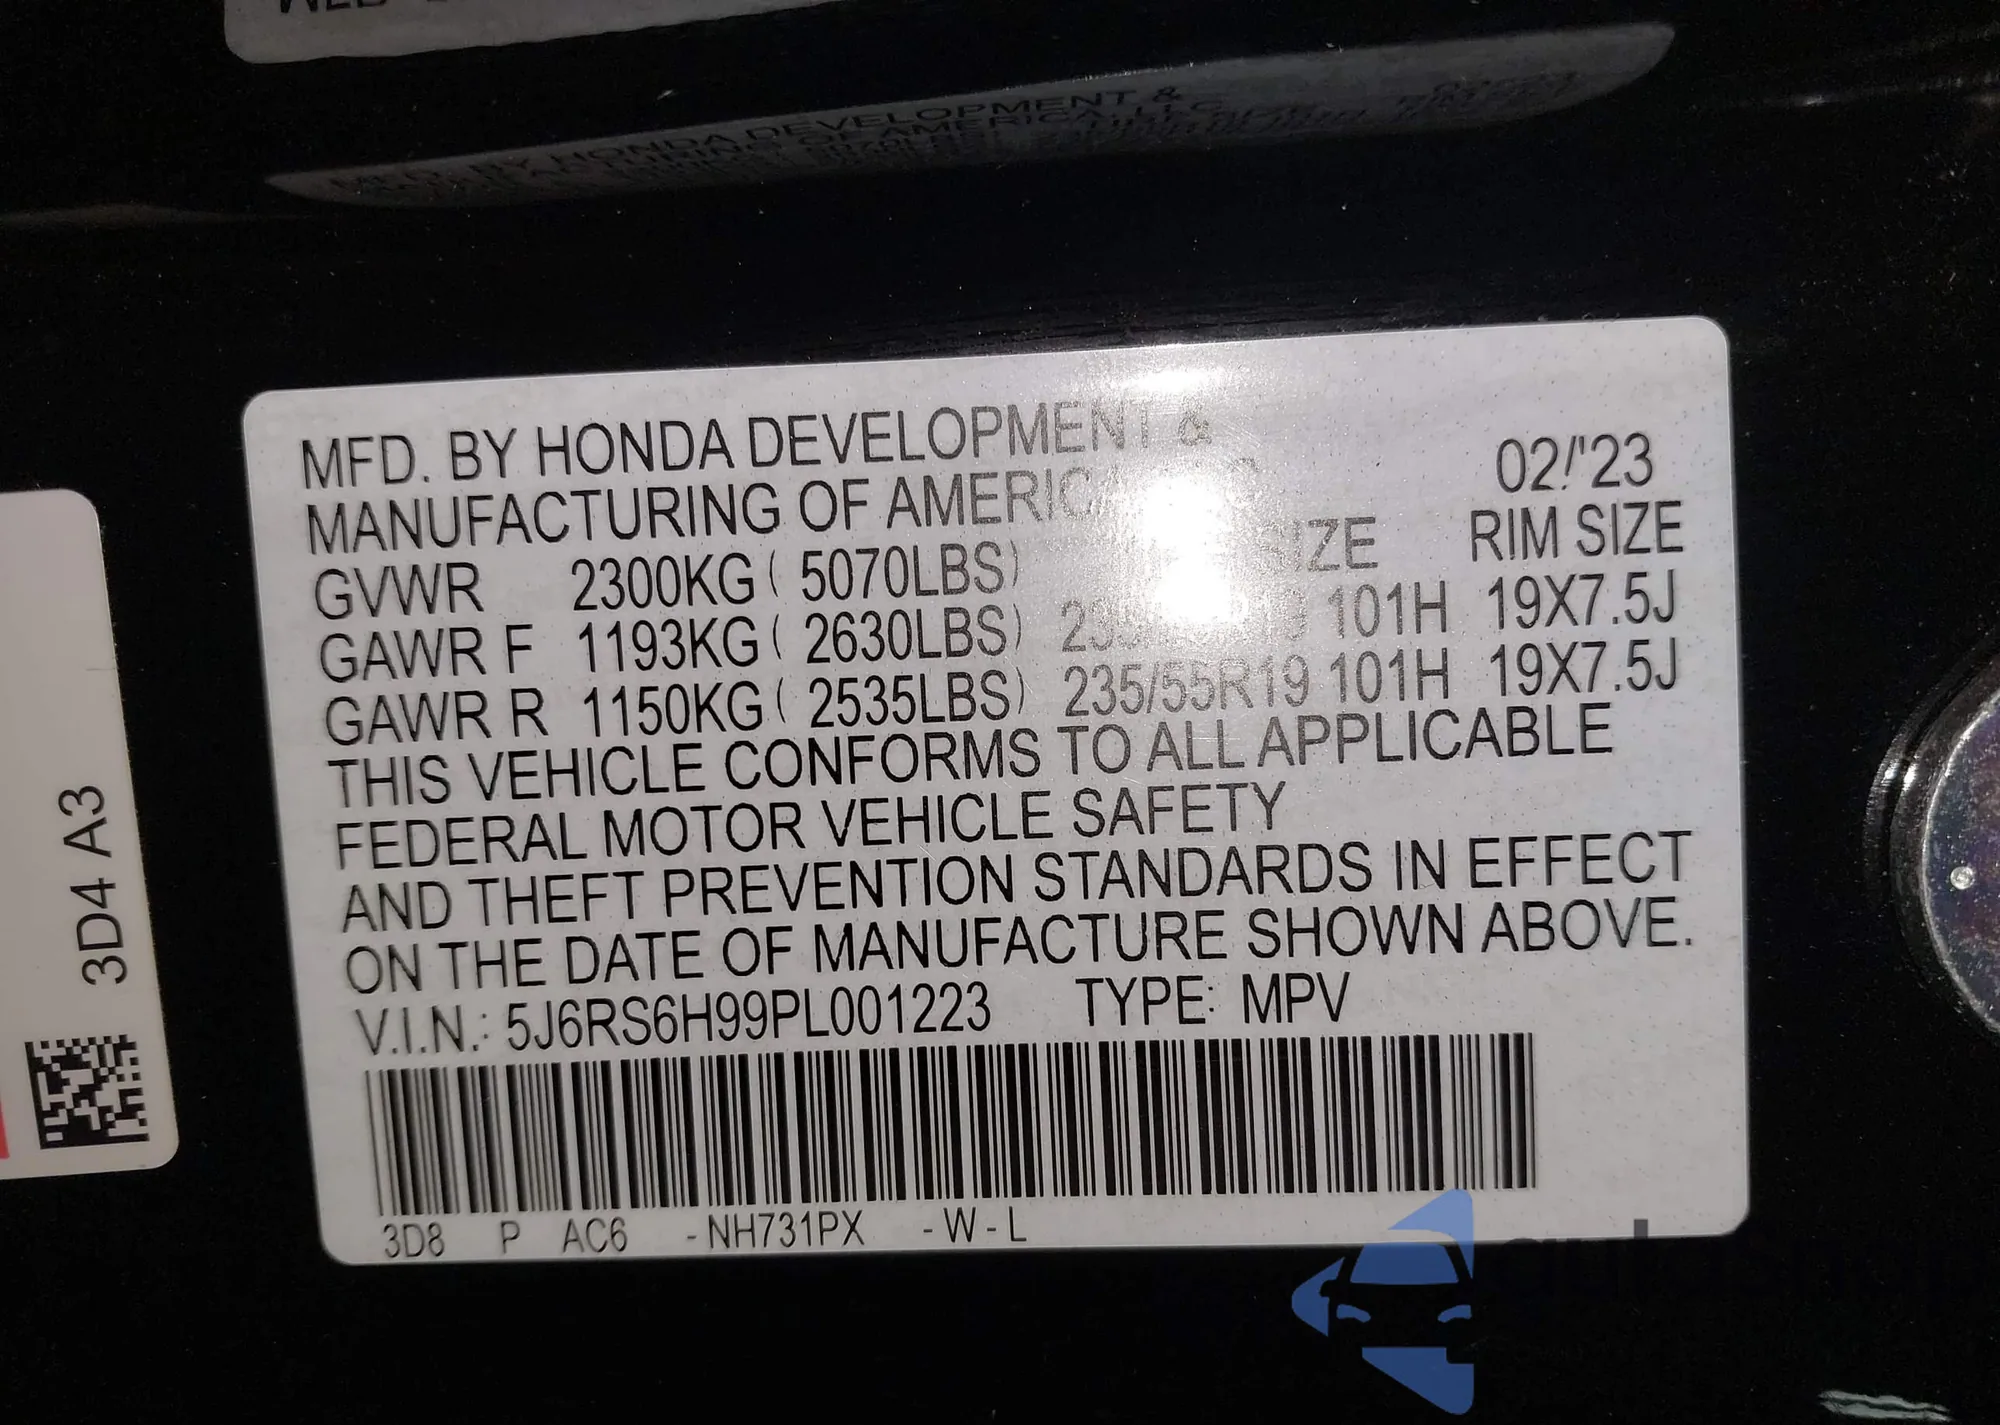 MFD. BY HONDA DEVELOPMENT &
MANUFACTURING OF AMERICA
02/'23
GVWR 2300KG ( 5070LBS) SIZE RIM SIZE
GAWR F 1193KG ( 2630LBS) 101H 19X7.5J
GAWR R 1150KG ( 2535LBS) 235/55R19 101H 19X7.5J
THIS VEHICLE CONFORMS TO ALL APPLICABLE
FEDERAL MOTOR VEHICLE SAFETY
AND THEFT PREVENTION STANDARDS IN EFFECT
ON THE DATE OF MANUFACTURE SHOWN ABOVE.
V.I.N.: 5J6RS6H99PL001223 TYPE: MPV
3D8 P AC6 -NH731PX -W-L
3D4 A3